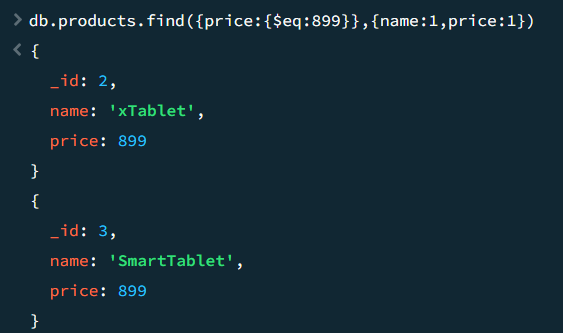 > db.products.find({price:{$eq:899}},{name:1,price:1})
< {
_id: 2,
name: 'xTablet',
price: 899
}
{
_id: 3,
name: 'SmartTablet',
price: 899
}